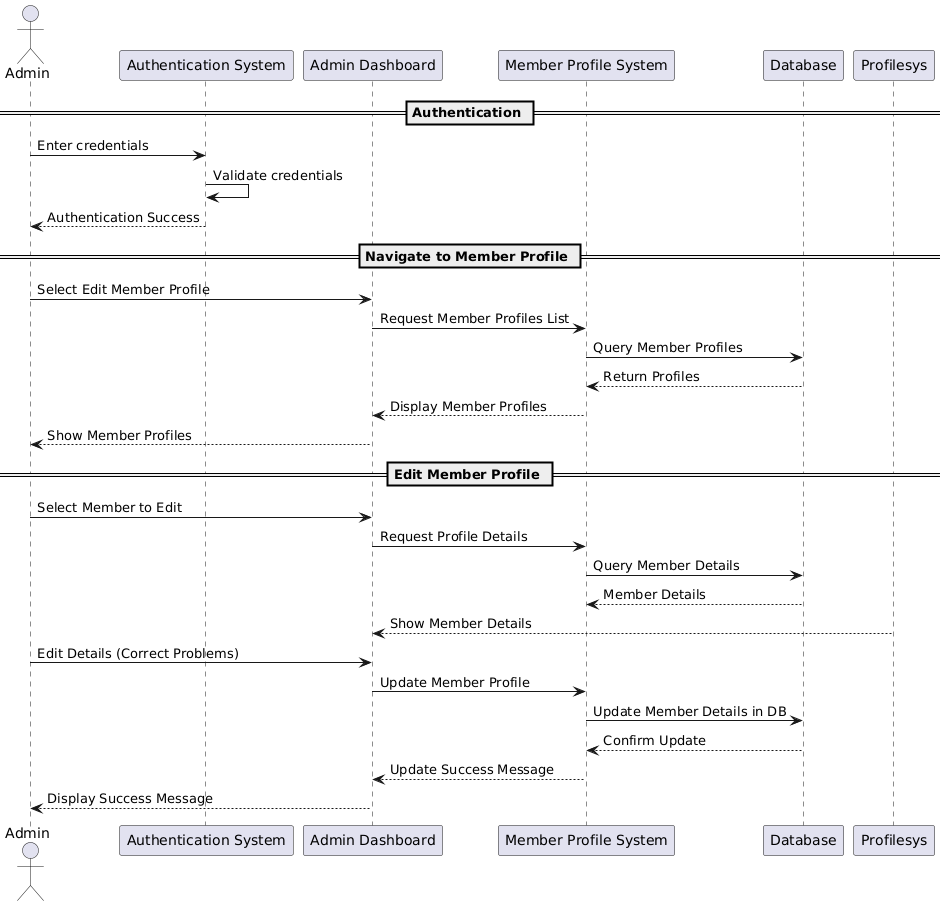 Admin
Authentication System
Admin Dashboard
Member Profile System
Database
Profilesys
Authentication
Enter credentials
Validate credentials
Authentication Success
Navigate to Member Profile
Select Edit Member Profile
Request Member Profiles List
Query Member Profiles
Return Profiles
Display Member Profiles
Show Member Profiles
Edit Member Profile
Select Member to Edit
Request Profile Details
Query Member Details
Member Details
Show Member Details
Edit Details (Correct Problems)
Update Member Profile
Update Member Details in DB
Confirm Update
Update Success Message
Display Success Message
Admin
Authentication System
Admin Dashboard
Member Profile System
Database
Profilesys